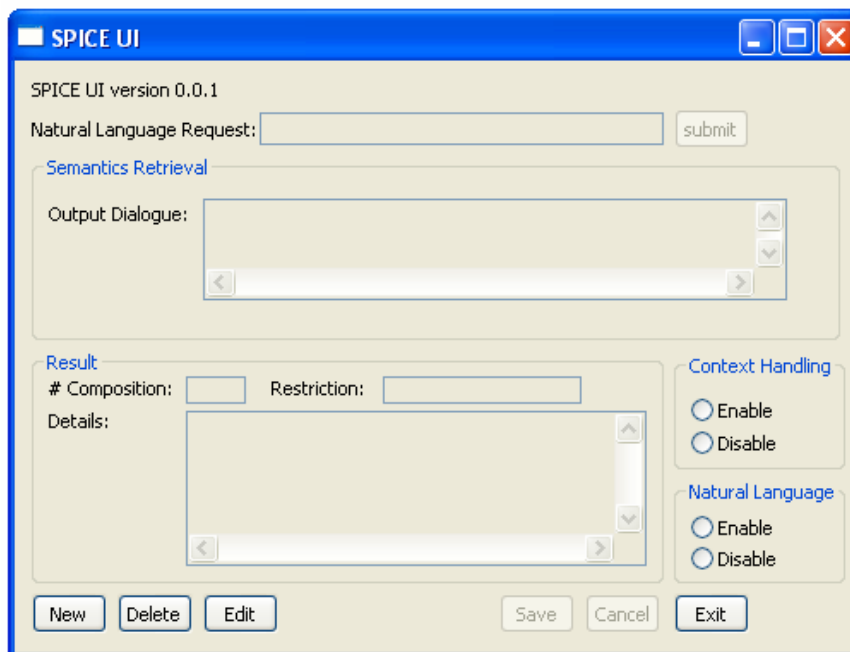 SPICE UI
SPICE UI version 0.0.1
Natural Language Request: submit
Semantics Retrieval
Output Dialogue:
Result
# Composition: Restriction:
Details:
Context Handling
Enable
Disable
Natural Language
Enable
Disable
New Delete Edit Save Cancel Exit